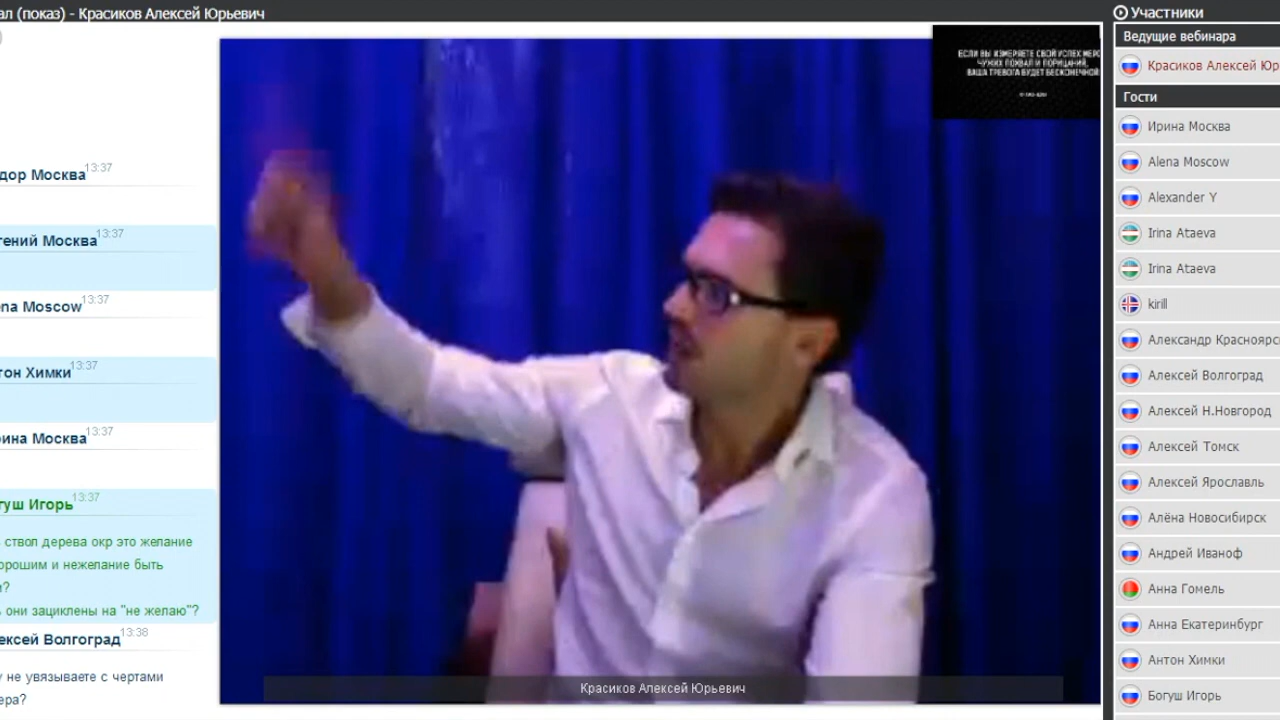 ал (показ) - Красиков Алексей Юрьевич
дор Москва 13:37
гений Москва 13:37
na Moscow 13:37
тон Химки 13:37
рина Москва 13:37
гуш Игорь 13:37
ствол дерева окр это желание
орошим и нежелание быть
?
они зациклены на "не желаю"?
ексей Волгоград 13:38
у не увязываете с чертами
ера?
ЕСЛИ ВЫ ИЗМЕРЯЕТЕ СВОЙ УСПЕХ МЕРО
ЧУЖИХ ПОХВАЛ И ПОРИЦАНИЙ,
ВАША ТРЕВОГА БУДЕТ БЕСКОНЕЧНОЙ
Красиков Алексей Юрьевич
Участники
Ведущие вебинара
Красиков Алексей Юр
Гости
Ирина Москва
Alena Moscow
Alexander Y
Irina Ataeva
Irina Ataeva
kirill
Александр Красноярс
Алексей Волгоград
Алексей Н.Новгород
Алексей Томск
Алексей Ярославль
Алёна Новосибирск
Андрей Иваноф
Анна Гомель
Анна Екатеринбург
Антон Химки
Богуш Игорь